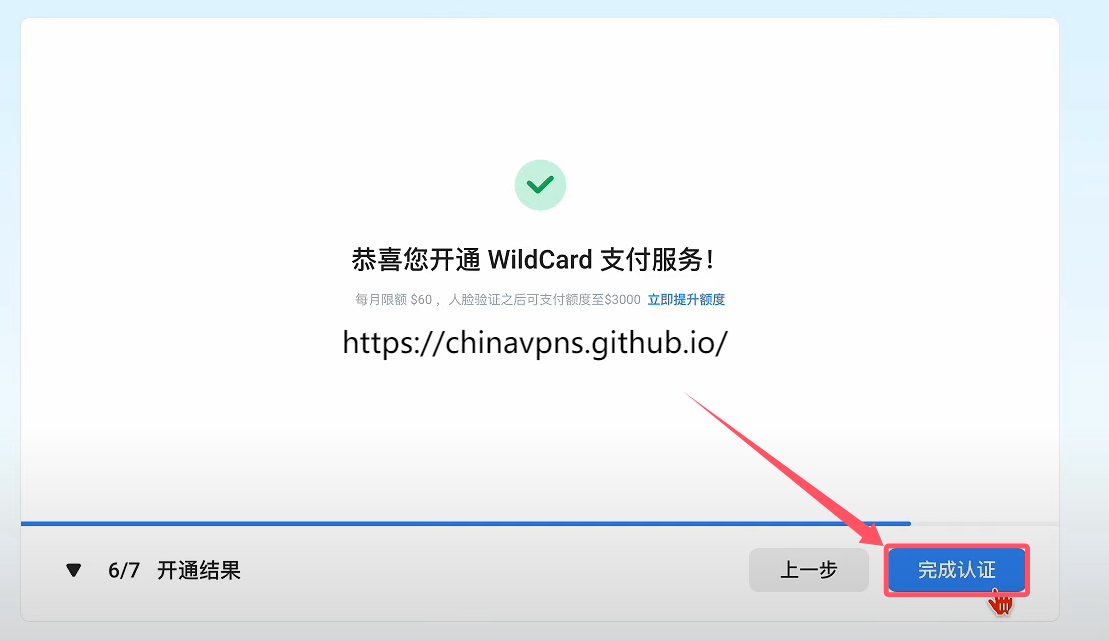 恭喜您开通 WildCard 支付服务！
每月限额 $60 ，人脸验证之后可支付额度至$3000 立即提升额度
https://chinavpns.github.io/
6/7 开通结果
上一步
完成认证